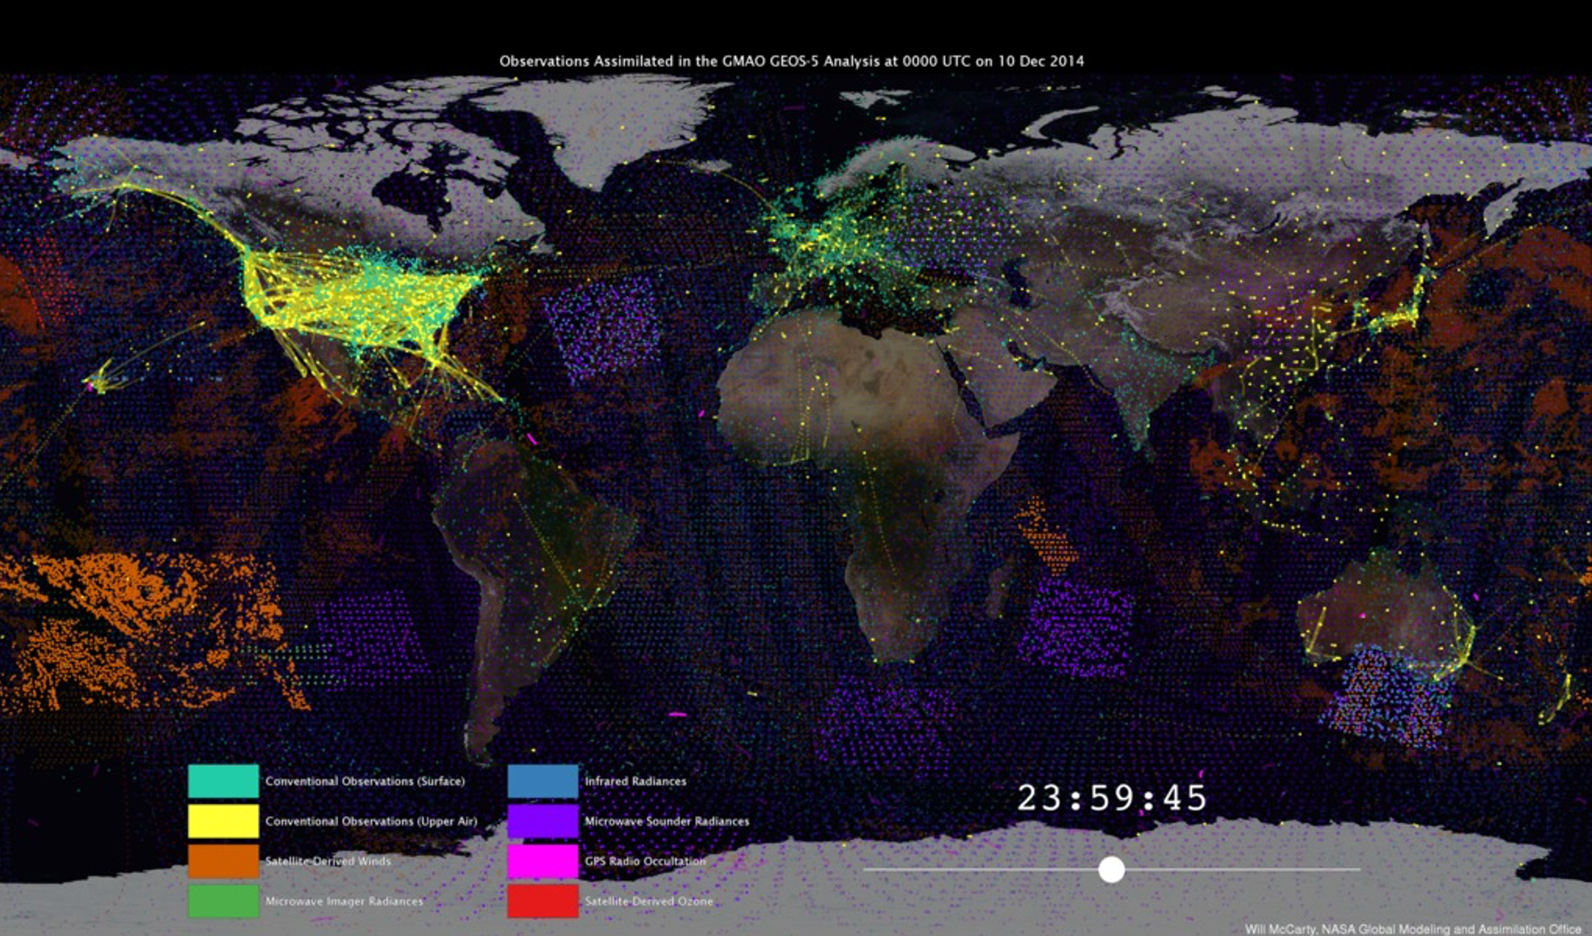 Observations Assimilated in the GMAO GEOS-5 Analysis at 0000 UTC on 10 Dec 2014
Conventional Observations (Surface)
Conventional Observations (Upper Air)
Satellite-Derived Winds
Microwave Imager Radiances
Infrared Radiances
Microwave Sounder Radiances
GPS Radio Occultation
Satellite-Derived Ozone
23:59:45
Will McCarty, NASA Global Modeling and Assimilation Office